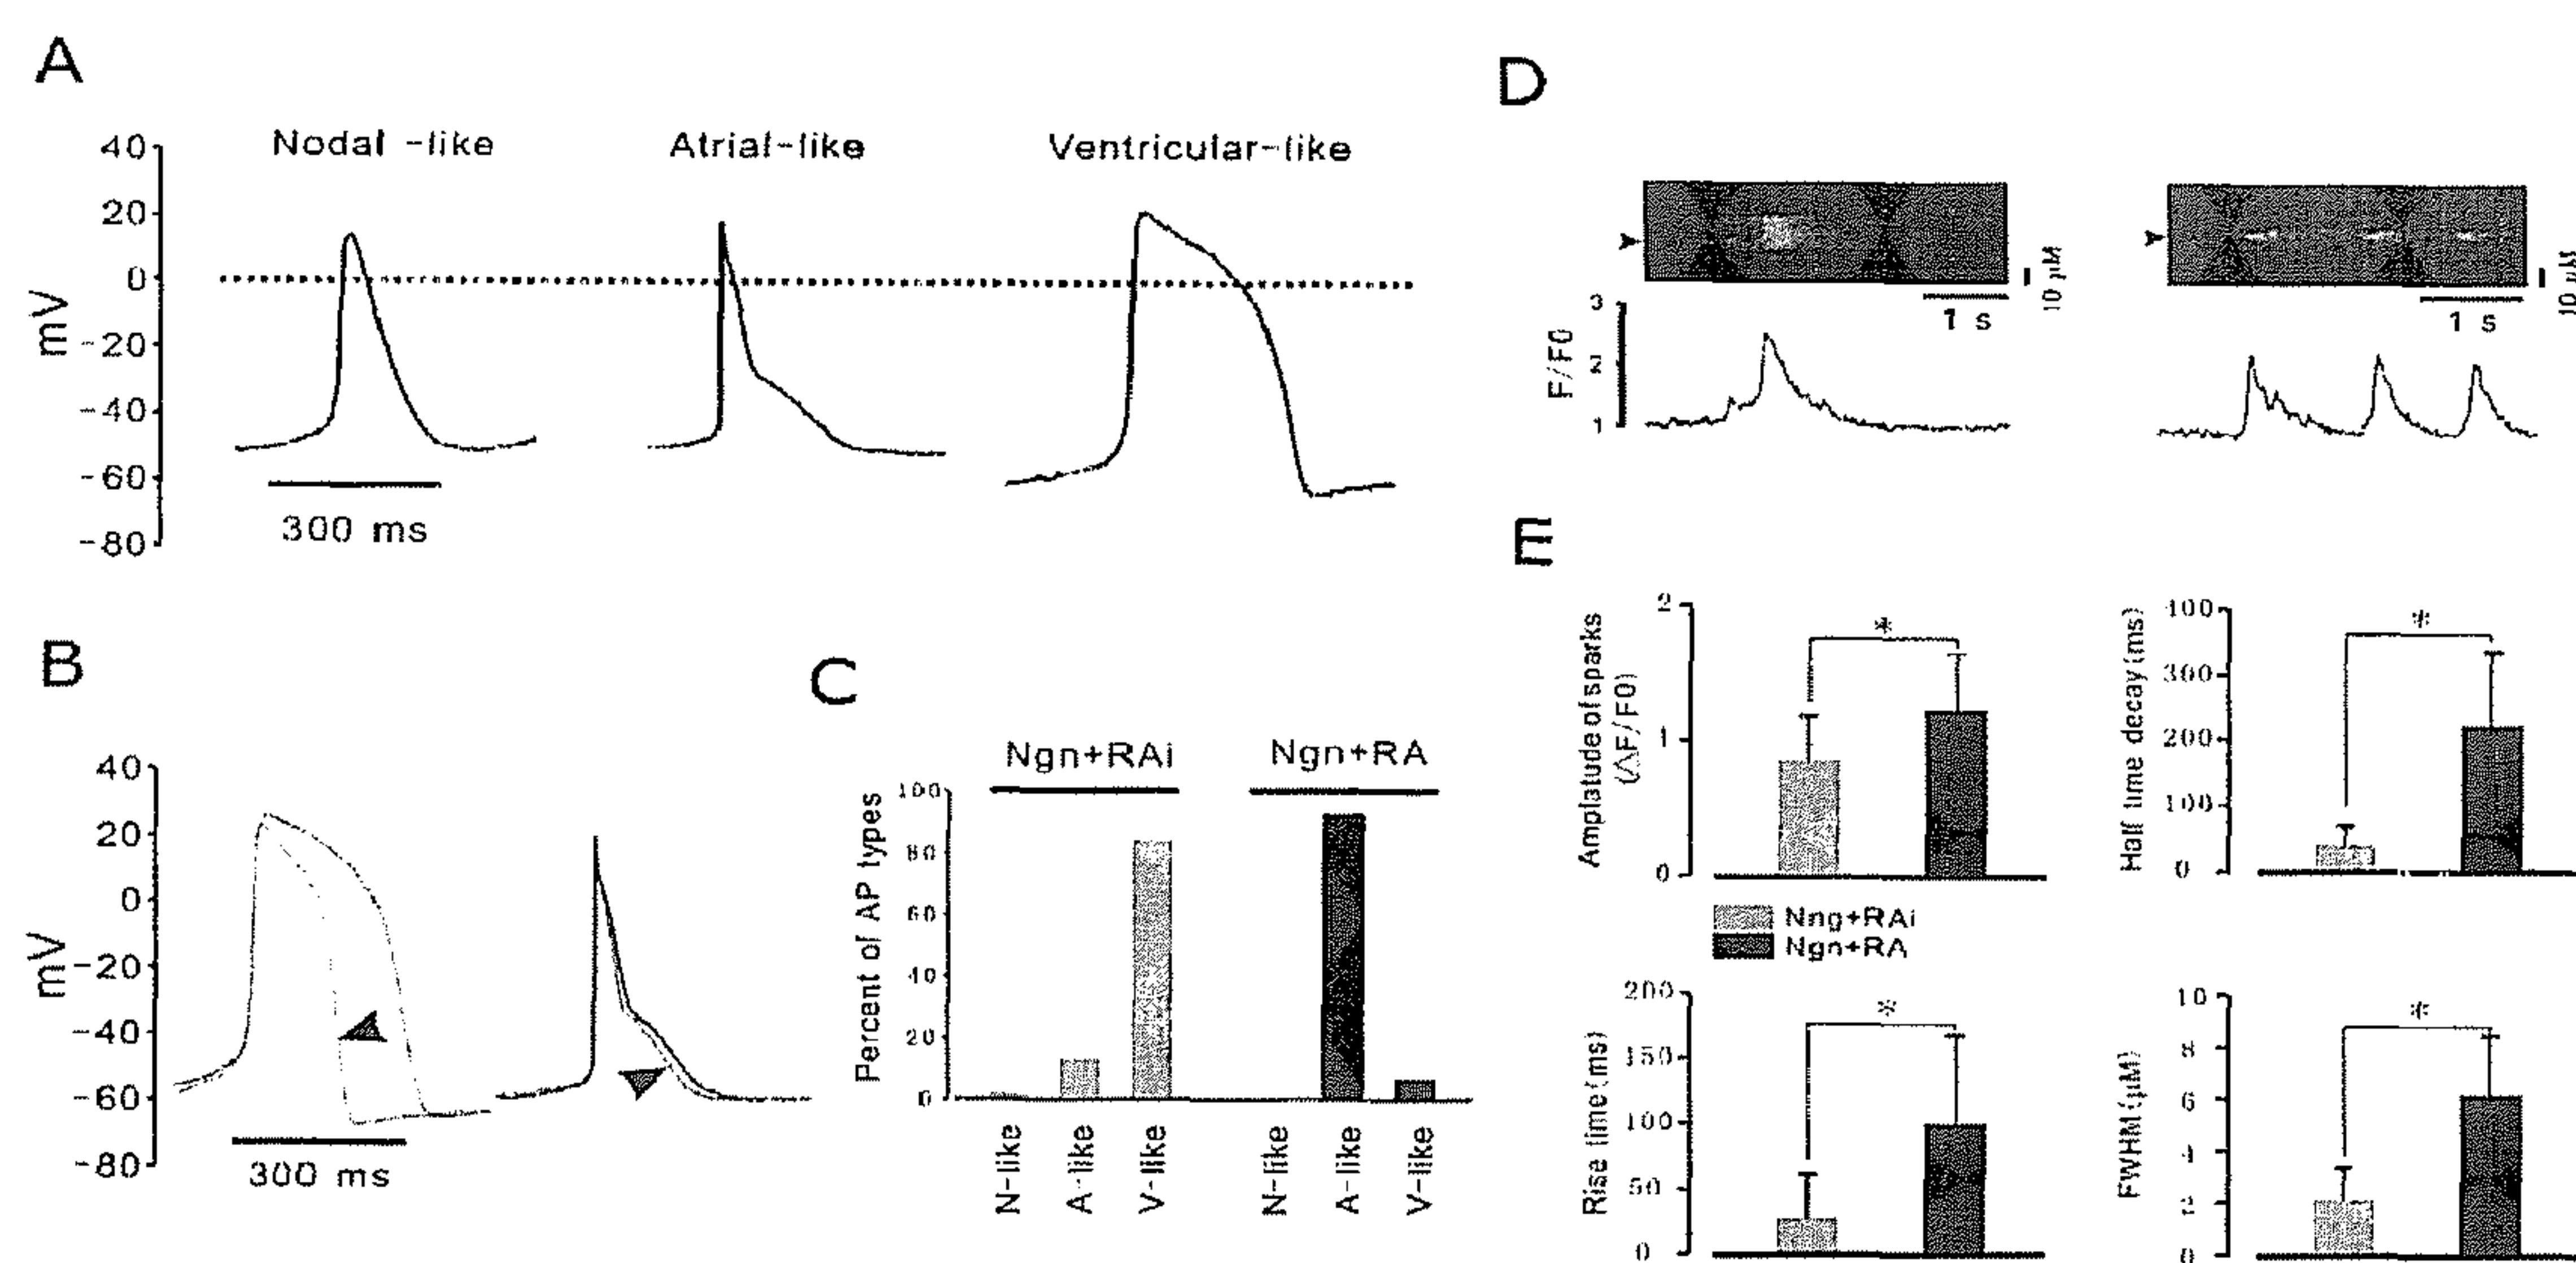 A
40
20
0
-20
-40
-60
-80
mV
Nodal -like
Atrial-like
Ventricular-like
300 ms
B
40
20
0
-20
-40
-60
-80
mV
300 ms
C
Ngn+RAi
Ngn+RA
Percent of AP types
100
80
60
40
20
0
N-like
A-like
V-like
N-like
A-like
V-like
D
10 µM
1 s
10 µM
1 s
F/F0
3
2
1
E
Amplatude of sparks
(ΔF/F0)
2
1
0
*
Half time decay(ms)
400
300
200
100
0
*
Nng+RAi
Ngn+RA
Rise time(ms)
200
150
100
50
0
*
FWHM(µM)
10
8
6
4
2
0
*